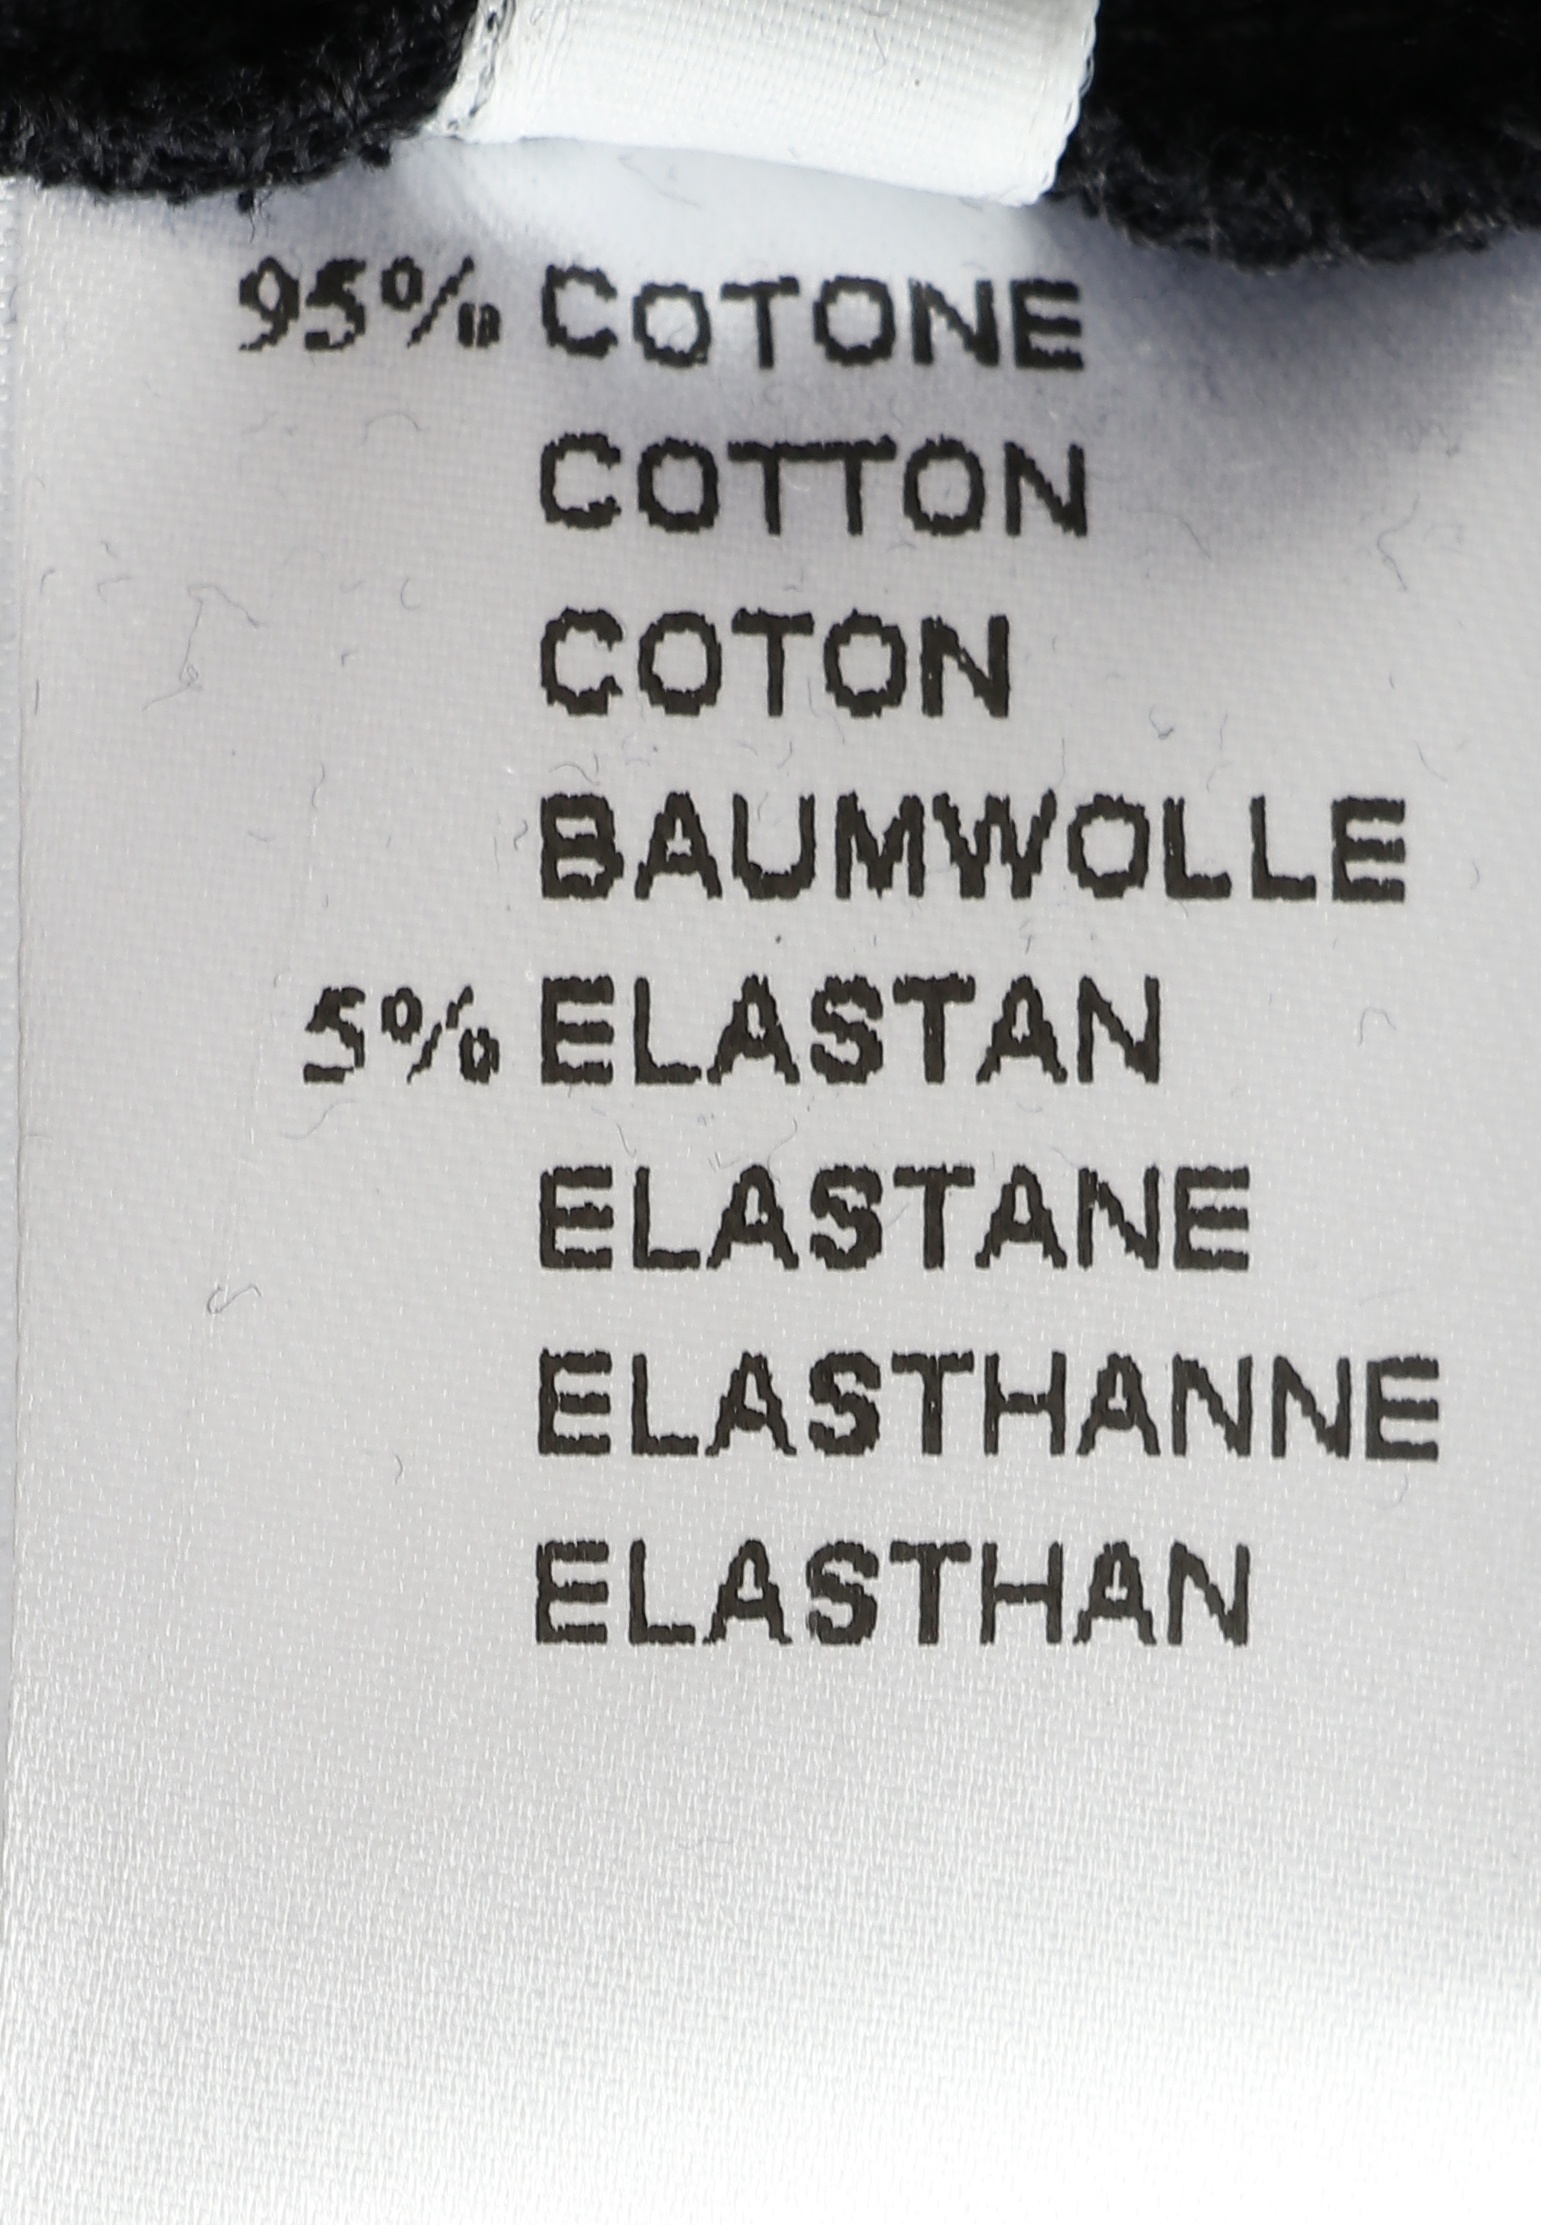 95% COTONE
COTTON
COTON
BAUMWOLLE
5% ELASTAN
ELASTANE
ELASTHANNE
ELASTHAN